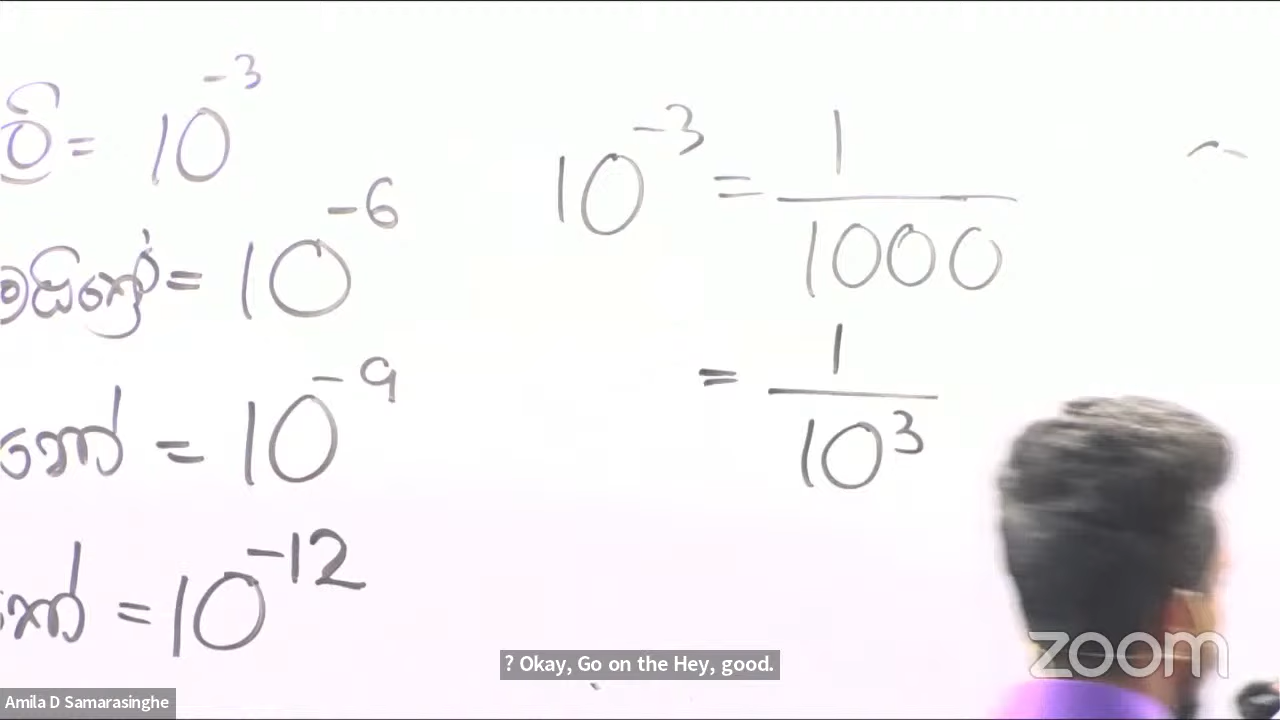 = 10⁻³
= 10⁻⁶
= 10⁻⁹
= 10⁻¹²
10⁻³ = 1/1000
= 1/10³
? Okay, Go on the Hey, good.
zoom
Amila D Samarasinghe